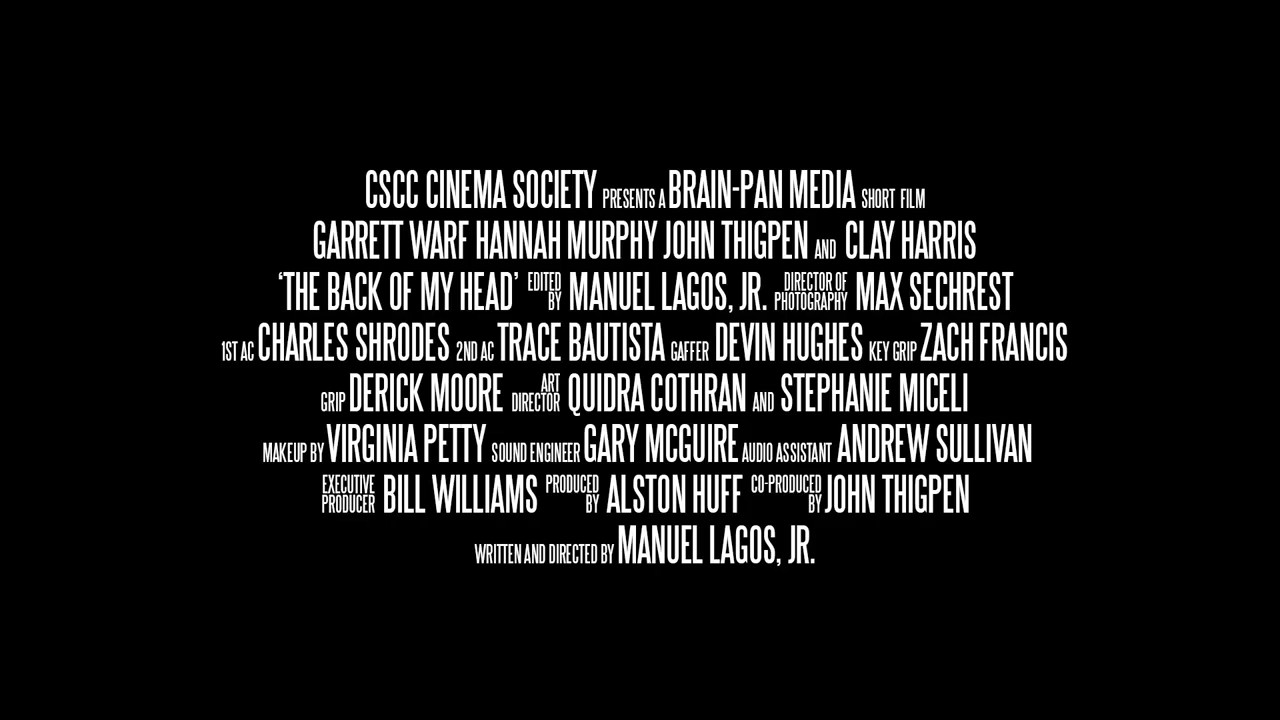 CSCC CINEMA SOCIETY PRESENTS A BRAIN-PAN MEDIA SHORT FILM
GARRETT WARF HANNAH MURPHY JOHN THIGPEN AND CLAY HARRIS
‘THE BACK OF MY HEAD’ EDITED BY MANUEL LAGOS, JR. DIRECTOR OF PHOTOGRAPHY MAX SECHREST
1ST AC CHARLES SHRODES 2ND AC TRACE BAUTISTA GAFFER DEVIN HUGHES KEY GRIP ZACH FRANCIS
GRIP DERICK MOORE ART DIRECTOR QUIDRA COTHRAN AND STEPHANIE MICELI
MAKEUP BY VIRGINIA PETTY SOUND ENGINEER GARY MCGUIRE AUDIO ASSISTANT ANDREW SULLIVAN
EXECUTIVE PRODUCER BILL WILLIAMS PRODUCED BY ALSTON HUFF CO-PRODUCED BY JOHN THIGPEN
WRITTEN AND DIRECTED BY MANUEL LAGOS, JR.